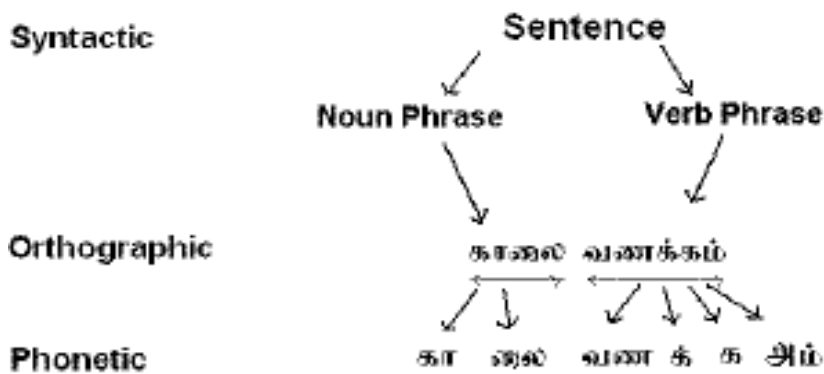 Syntactic Sentence
Noun Phrase Verb Phrase
Orthographic காலை வணக்கம்
Phonetic கா லை வண க் க அம்